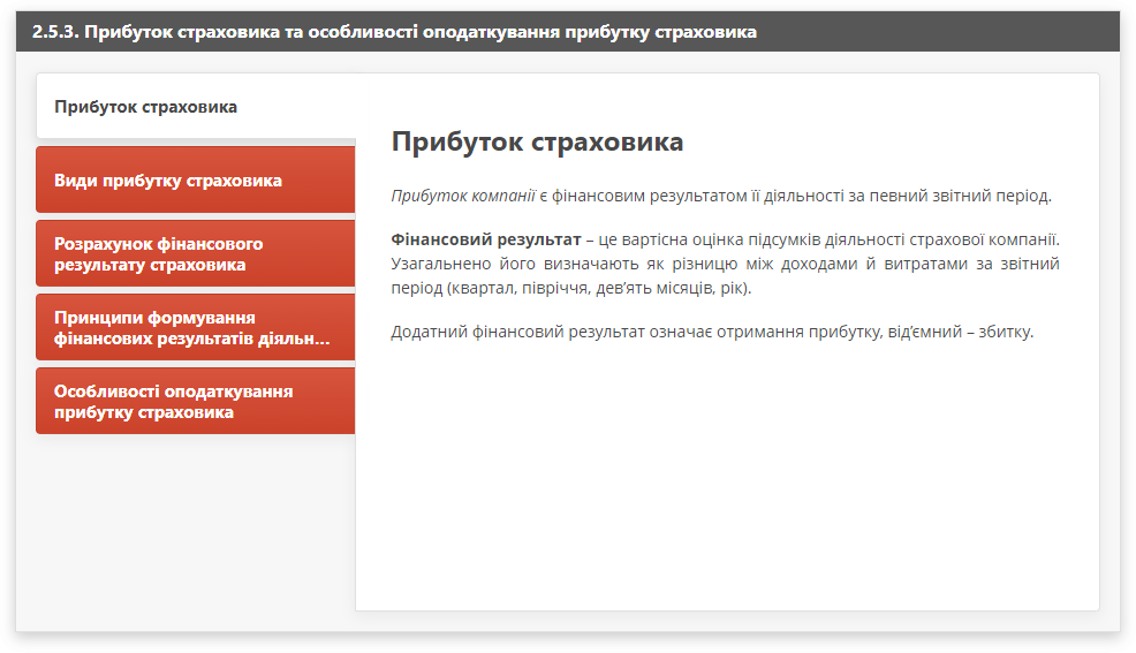 2.5.3. Прибуток страховика та особливості оподаткування прибутку страховика
Прибуток страховика
Види прибутку страховика
Розрахунок фінансового
результату страховика
Принципи формування
фінансових результатів діяльн...
Особливості оподаткування
прибутку страховика
Прибуток страховика
Прибуток компанії є фінансовим результатом її діяльності за певний звітний період.
Фінансовий результат – це вартісна оцінка підсумків діяльності страхової компанії.
Узагальнено його визначають як різницю між доходами й витратами за звітний
період (квартал, півріччя, дев’ять місяців, рік).
Додатний фінансовий результат означає отримання прибутку, від’ємний – збитку.